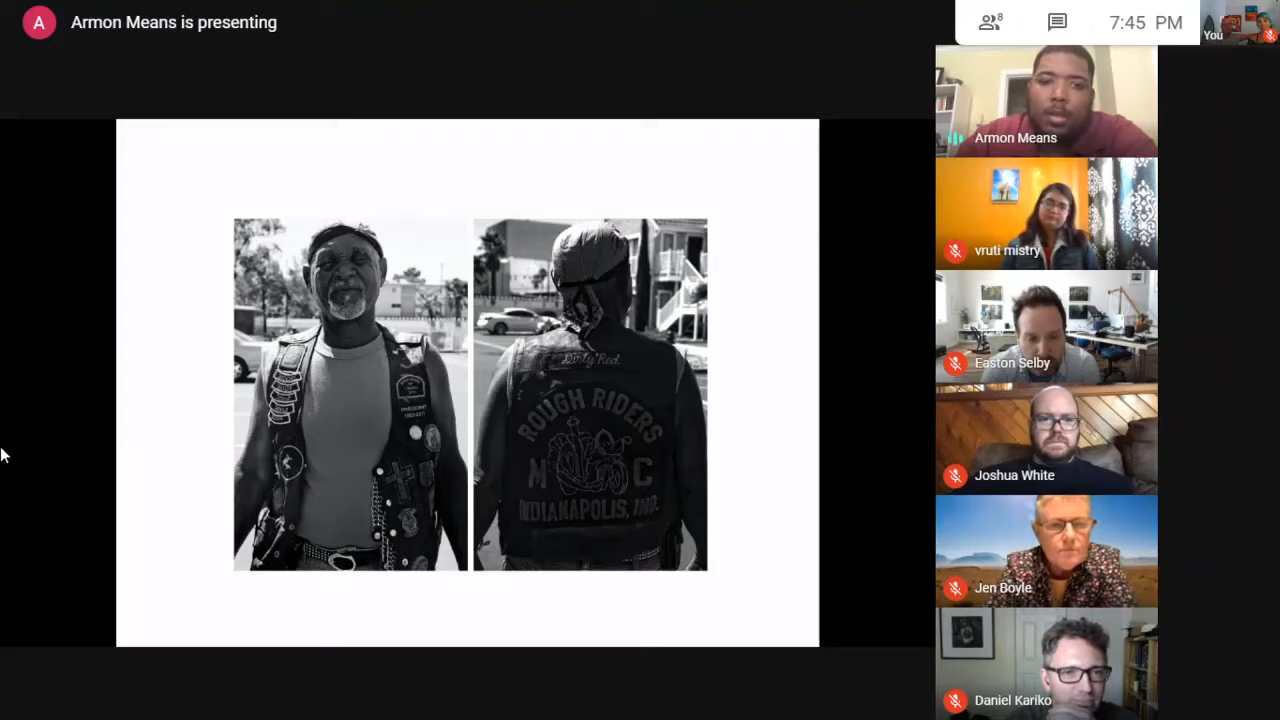 A
Armon Means is presenting
8
7:45 PM
You
Armon Means
vruti mistry
Easton Selby
Joshua White
Jen Boyle
Daniel Kariko
Dirty Red
ROUGH RIDERS
M C
INDIANAPOLIS, IND.
PRESIDENT